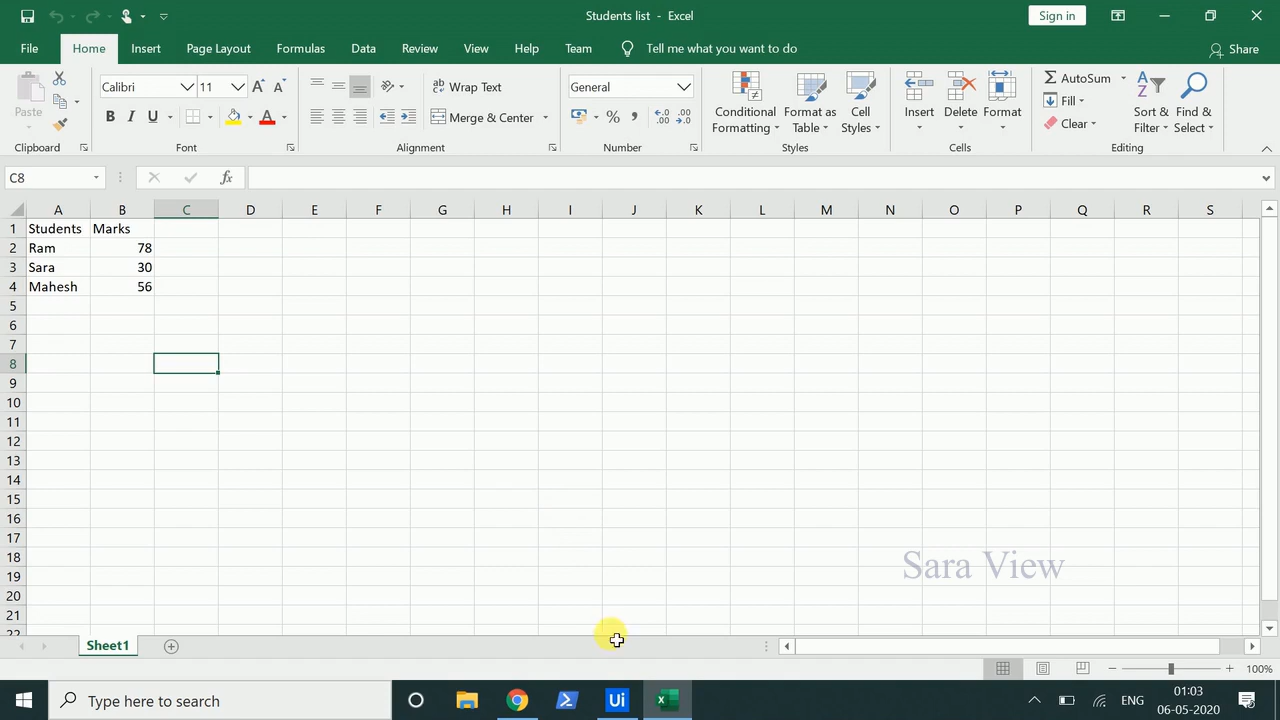 Students list - Excel
Sign in
File Home Insert Page Layout Formulas Data Review View Help Team Tell me what you want to do Share
Paste
Clipboard
Calibri 11
B I U
Font
Wrap Text
Merge & Center
Alignment
General
% ,
Number
Conditional Formatting
Format as Table
Cell Styles
Styles
Insert Delete Format
Cells
AutoSum
Fill
Clear
Sort & Filter
Find & Select
Editing
C8 fx
A B C D E F G H I J K L M N O P Q R S
1 Students Marks
2 Ram 78
3 Sara 30
4 Mahesh 56
5
6
7
8
9
10
11
12
13
14
15
16
17
18
19
20
21
22
Sara View
Sheet1
100%
Type here to search
Ui
ENG
01:03
06-05-2020